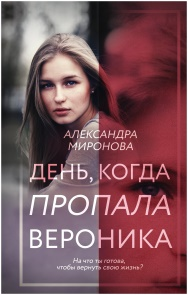 АЛЕКСАНДРА
МИРОНОВА
ДЕНЬ, КОГДА
ПРОПАЛА
ВЕРОНИКА
На что ты готова,
чтобы вернуть свою жизнь?